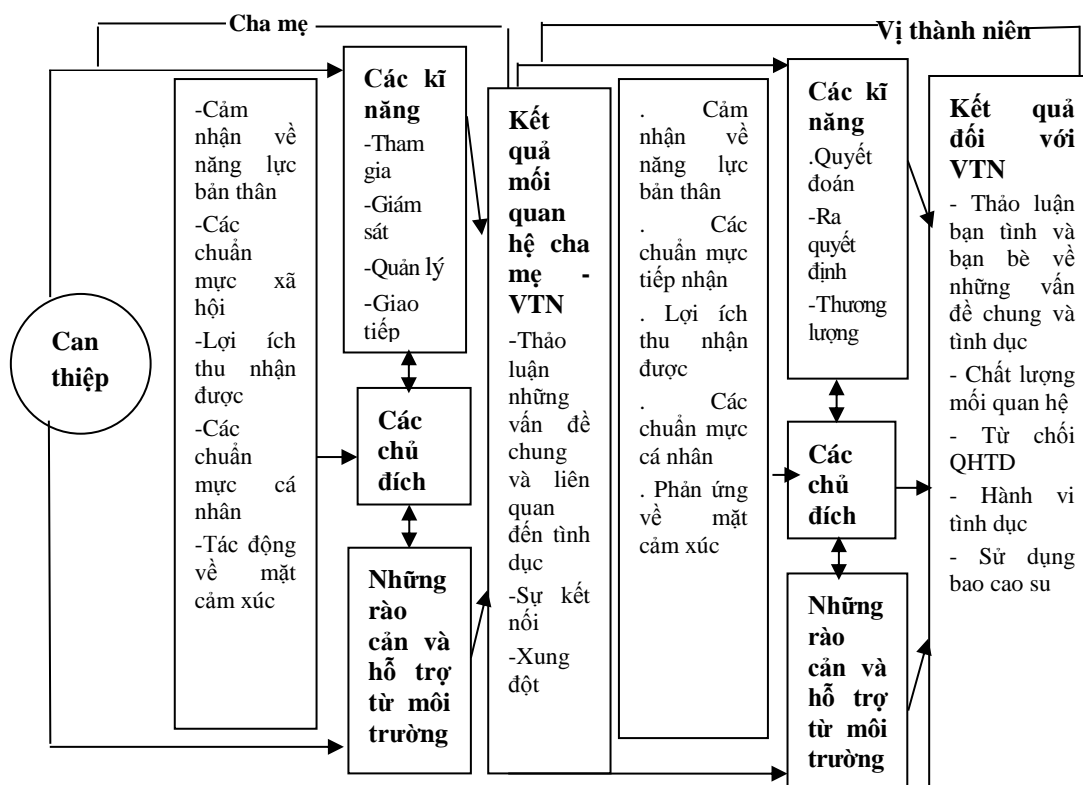 Cha mẹ
Vị thành niên
Can
thiệp
-Cảm
nhận về
năng lực
bản thân
-Các
chuẩn
mực xã
hội
-Lợi ích
thu nhận
được
-Các
chuẩn
mực cá
nhân
-Tác động
về mặt
cảm xúc
Các kĩ
năng
-Tham
gia
-Giám
sát
-Quản lý
-Giao
tiếp
Các
chủ
đích
Những
rào
cản và
hỗ trợ
từ môi
trường
Kết
quả
mối
quan
hệ cha
mẹ -
VTN
-Thảo
luận
những
vấn đề
chung
và liên
quan
đến tình
dục
-Sự kết
nối
-Xung
đột
. Cảm
nhận về
năng lực
bản thân
. Các
chuẩn mực
tiếp nhận
. Lợi ích
thu nhận
được
. Các
chuẩn mực
cá nhân
. Phản ứng
về mặt
cảm xúc
Các kĩ
năng
.Quyết
đoán
-Ra
quyết
định
-Thương
lượng
Các
chủ
đích
Những
rào
cản và
hỗ trợ
từ môi
trường
Kết quả
đối với
VTN
- Thảo luận
bạn tình và
bạn bè về
những vấn
đề chung và
tình dục
- Chất lượng
mối quan hệ
- Từ chối
QHTD
- Hành vi
tình dục
- Sử dụng
bao cao su